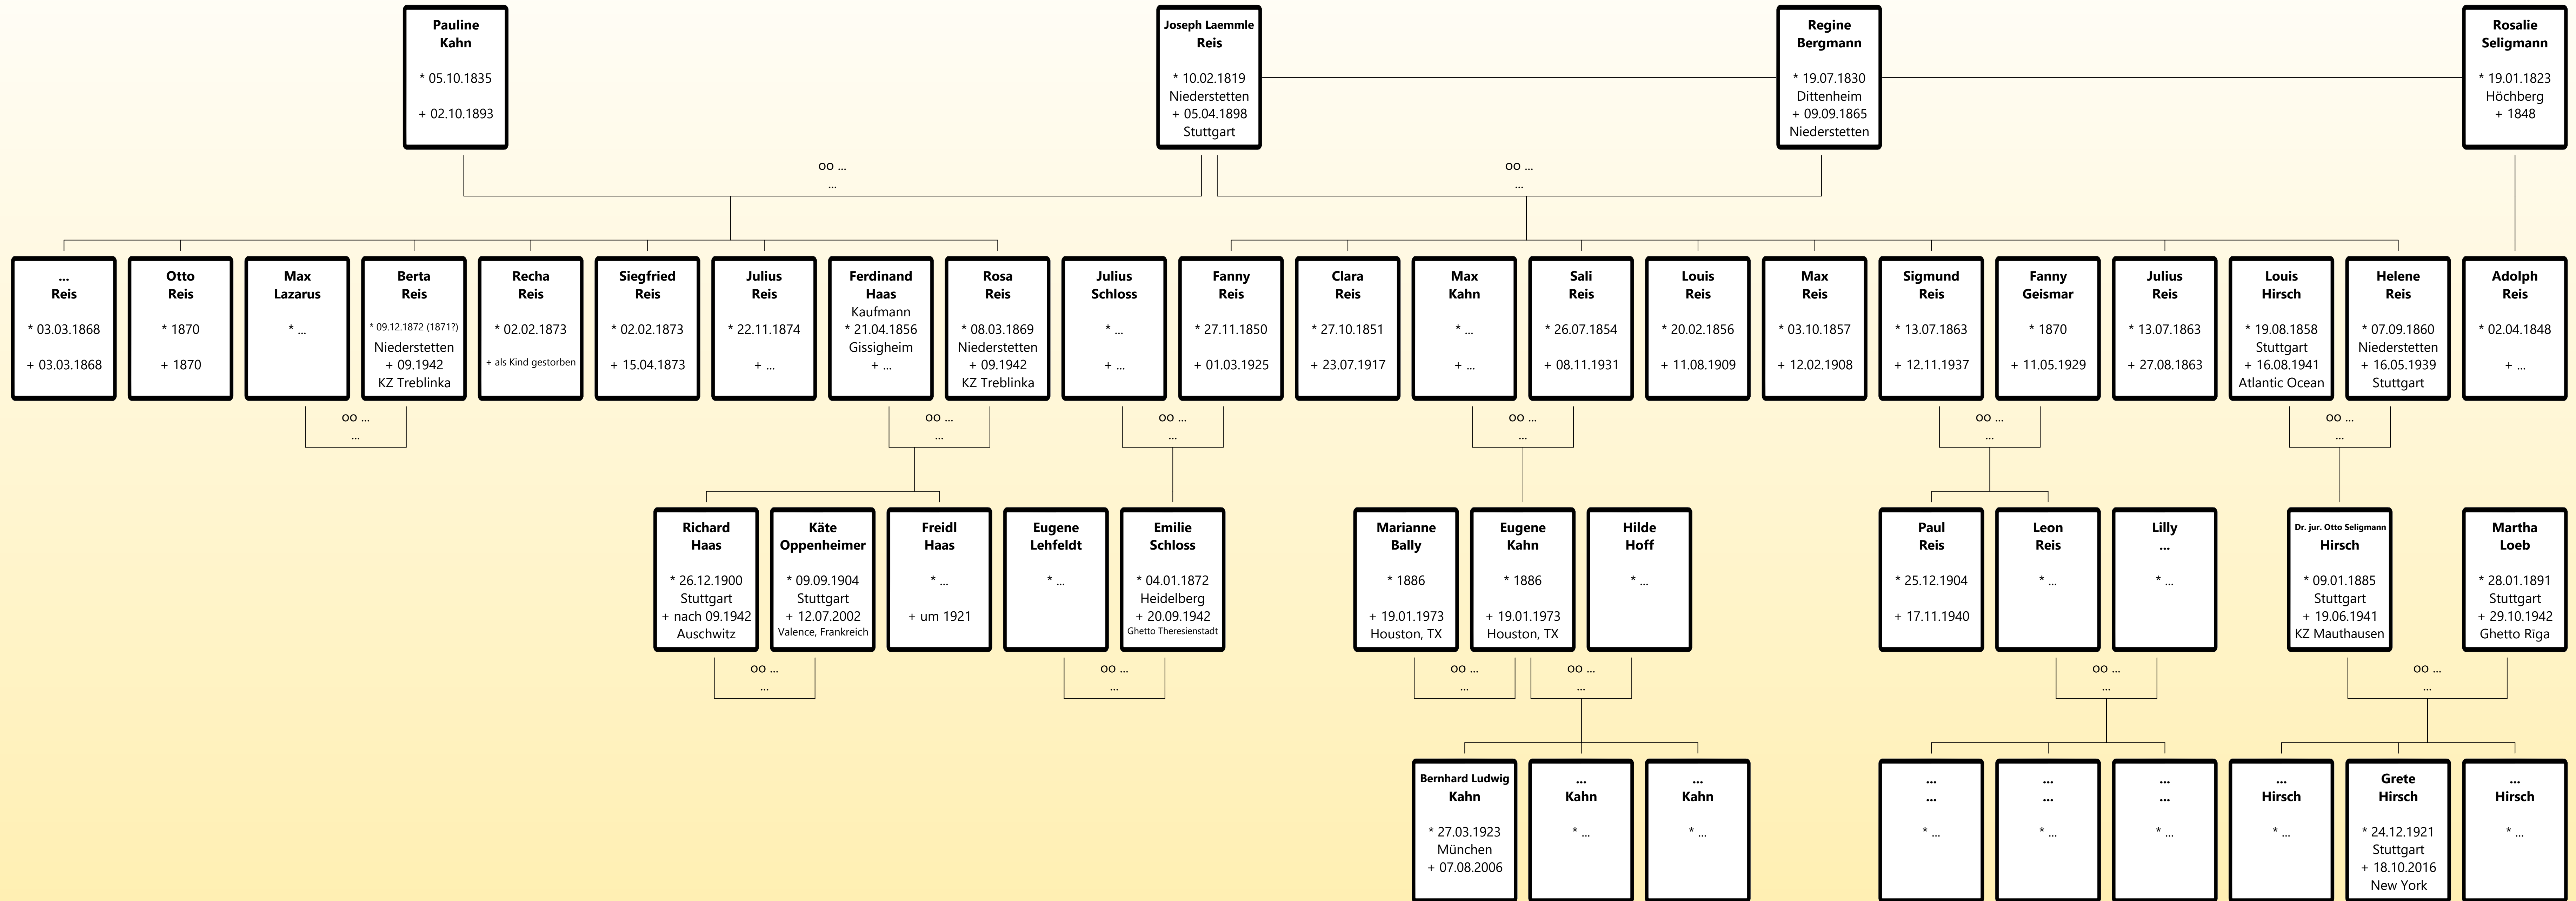 Pauline
Kahn
* 05.10.1835
+ 02.10.1893
Joseph Laemmle
Reis
* 10.02.1819
Niederstetten
+ 05.04.1898
Stuttgart
Regine
Bergmann
* 19.07.1830
Dittenheim
+ 09.09.1865
Niederstetten
Rosalie
Seligmann
* 19.01.1823
Höchberg
+ 1848
oo ...
...
oo ...
...
...
Reis
* 03.03.1868
+ 03.03.1868
Otto
Reis
* 1870
+ 1870
Max
Lazarus
* ...
Berta
Reis
* 09.12.1872 (1871?)
Niederstetten
+ 09.1942
KZ Treblinka
Recha
Reis
* 02.02.1873
+ als Kind gestorben
Siegfried
Reis
* 02.02.1873
+ 15.04.1873
Julius
Reis
* 22.11.1874
+ ...
Ferdinand
Haas
Kaufmann
* 21.04.1856
Gissigheim
+ ...
Rosa
Reis
* 08.03.1869
Niederstetten
+ 09.1942
KZ Treblinka
Julius
Schloss
* ...
+ ...
Fanny
Reis
* 27.11.1850
+ 01.03.1925
Clara
Reis
* 27.10.1851
+ 23.07.1917
Max
Kahn
* ...
+ ...
Sali
Reis
* 26.07.1854
+ 08.11.1931
Louis
Reis
* 20.02.1856
+ 11.08.1909
Max
Reis
* 03.10.1857
+ 12.02.1908
Sigmund
Reis
* 13.07.1863
+ 12.11.1937
Fanny
Geismar
* 1870
+ 11.05.1929
Julius
Reis
* 13.07.1863
+ 27.08.1863
Louis
Hirsch
* 19.08.1858
Stuttgart
+ 16.08.1941
Atlantic Ocean
Helene
Reis
* 07.09.1860
Niederstetten
+ 16.05.1939
Stuttgart
Adolph
Reis
* 02.04.1848
+ ...
oo ...
...
oo ...
...
oo ...
...
oo ...
...
oo ...
...
oo ...
...
Richard
Haas
* 26.12.1900
Stuttgart
+ nach 09.1942
Auschwitz
Käte
Oppenheimer
* 09.09.1904
Stuttgart
+ 12.07.2002
Valence, Frankreich
Freidl
Haas
* ...
+ um 1921
Eugene
Lehfeldt
* ...
Emilie
Schloss
* 04.01.1872
Heidelberg
+ 20.09.1942
Ghetto Theresienstadt
Marianne
Bally
* 1886
+ 19.01.1973
Houston, TX
Eugene
Kahn
* 1886
+ 19.01.1973
Houston, TX
Hilde
Hoff
* ...
Paul
Reis
* 25.12.1904
+ 17.11.1940
Leon
Reis
* ...
Lilly
...
* ...
Dr. jur. Otto Seligmann
Hirsch
* 09.01.1885
Stuttgart
+ 19.06.1941
KZ Mauthausen
Martha
Loeb
* 28.01.1891
Stuttgart
+ 29.10.1942
Ghetto Rīga
oo ...
...
oo ...
...
oo ...
...
oo ...
...
oo ...
...
oo ...
...
Bernhard Ludwig
Kahn
* 27.03.1923
München
+ 07.08.2006
...
Kahn
* ...
...
Kahn
* ...
...
...
* ...
...
...
* ...
...
...
* ...
...
Hirsch
* ...
Grete
Hirsch
* 24.12.1921
Stuttgart
+ 18.10.2016
New York
...
Hirsch
* ...